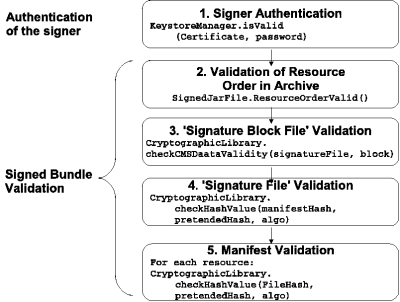 Authentication
of the signer
1. Signer Authentication
KeystoreManager.isValid
(Certificate, password)
Signed Bundle
Validation
2. Validation of Resource
Order in Archive
SignedJarFile.ResourceOrderValid()
3. 'Signature Block File' Validation
CryptographicLibrary.
checkCMSDaataValidity(signatureFile, block)
4. 'Signature File' Validation
CryptographicLibrary.
checkHashValue(manifestHash,
pretendedHash, algo)
5. Manifest Validation
For each resource:
CryptographicLibrary.
checkHashValue(FileHash,
pretendedHash, algo)